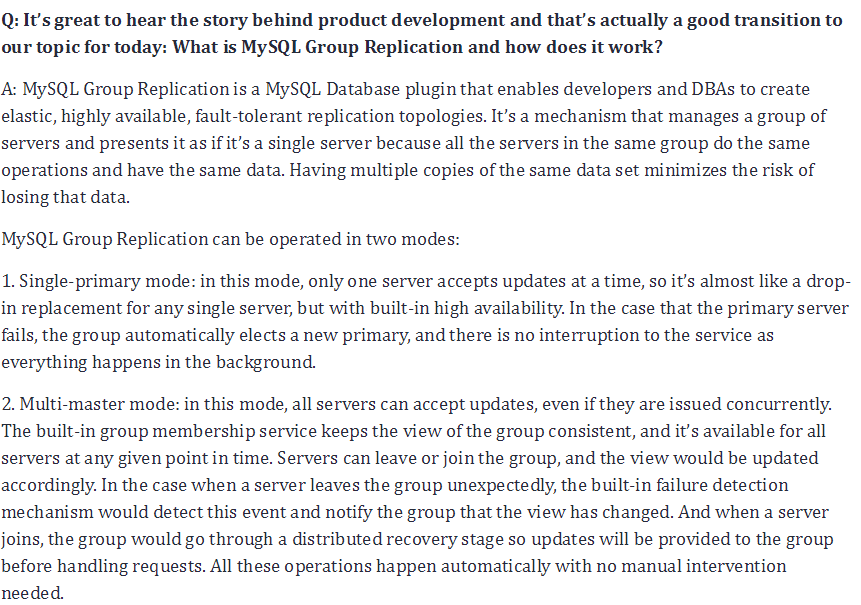 Q: It's great to hear the story behind product development and that's actually a good transition to
our topic for today: What is MySQL Group Replication and how does it work?
A: MySQL Group Replication is a MySQL Database plugin that enables developers and DBAs to create
elastic, highly available, fault-tolerant replication topologies. It's a mechanism that manages a group of
servers and presents it as if it's a single server because all the servers in the same group do the same
operations and have the same data. Having multiple copies of the same data set minimizes the risk of
losing that data.
MySQL Group Replication can be operated in two modes:
1. Single-primary mode: in this mode, only one server accepts updates at a time, so it's almost like a drop-
in replacement for any single server, but with built-in high availability. In the case that the primary server
fails, the group automatically elects a new primary, and there is no interruption to the service as
everything happens in the background.
2. Multi-master mode: in this mode, all servers can accept updates, even if they are issued concurrently.
The built-in group membership service keeps the view of the group consistent, and it's available for all
servers at any given point in time. Servers can leave or join the group, and the view would be updated
accordingly. In the case when a server leaves the group unexpectedly, the built-in failure detection
mechanism would detect this event and notify the group that the view has changed. And when a server
joins, the group would go through a distributed recovery stage so updates will be provided to the group
before handling requests. All these operations happen automatically with no manual intervention
needed.